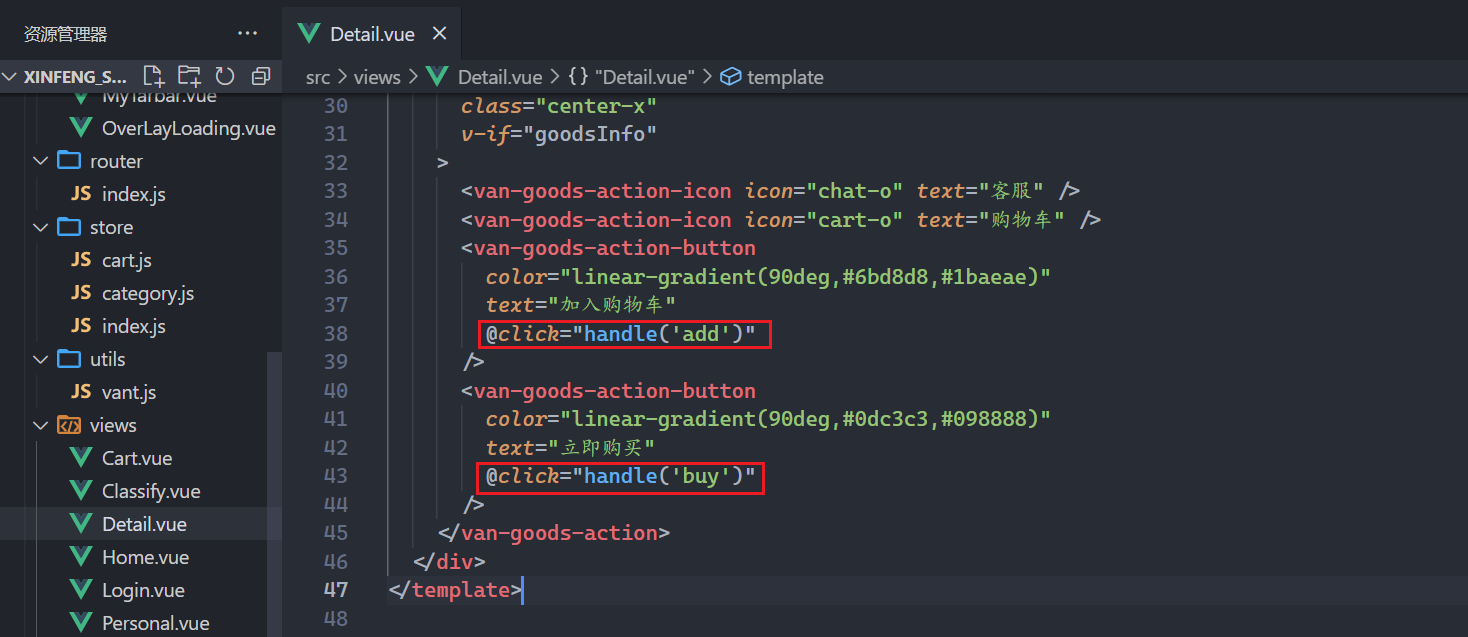 资源管理器
···
XINFENG_S...
MyTarbar.vue
OverLayLoading.vue
router
JS index.js
store
JS cart.js
JS category.js
JS index.js
utils
JS vant.js
views
Cart.vue
Classify.vue
Detail.vue
Home.vue
Login.vue
Personal.vue
Detail.vue
src > views > Detail.vue > {} "Detail.vue" > template
30 class="center-x"
31 v-if="goodsInfo"
32 >
33 <van-goods-action-icon icon="chat-o" text="客服" />
34 <van-goods-action-icon icon="cart-o" text="购物车" />
35 <van-goods-action-button
36 color="linear-gradient(90deg,#6bd8d8,#1baeae)"
37 text="加入购物车"
38 @click="handle('add')"
39 />
40 <van-goods-action-button
41 color="linear-gradient(90deg,#0dc3c3,#098888)"
42 text="立即购买"
43 @click="handle('buy')"
44 />
45 </van-goods-action>
46 </div>
47 </template>
48